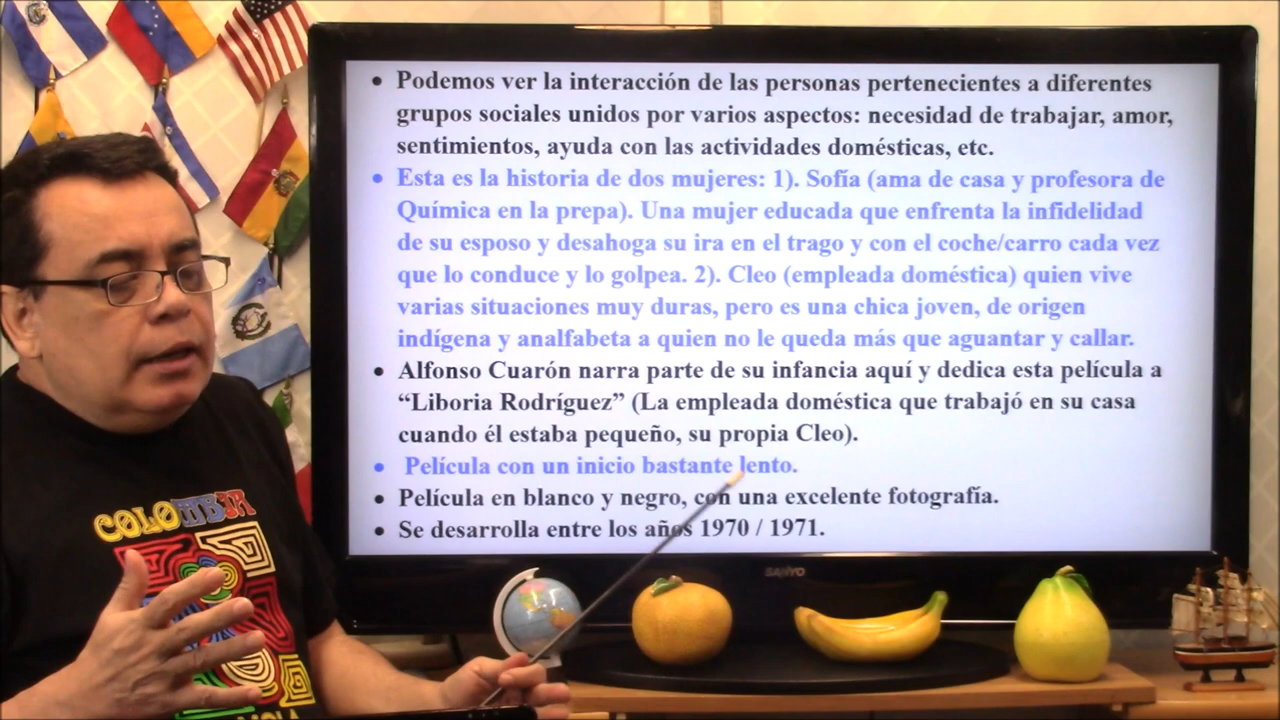 • Podemos ver la interacción de las personas pertenecientes a diferentes
grupos sociales unidos por varios aspectos: necesidad de trabajar, amor,
sentimientos, ayuda con las actividades domésticas, etc.
• Esta es la historia de dos mujeres: 1). Sofía (ama de casa y profesora de
Química en la prepa). Una mujer educada que enfrenta la infidelidad
de su esposo y desahoga su ira en el trago y con el coche/carro cada vez
que lo conduce y lo golpea. 2). Cleo (empleada doméstica) quien vive
varias situaciones muy duras, pero es una chica joven, de origen
indígena y analfabeta a quien no le queda más que aguantar y callar.
• Alfonso Cuarón narra parte de su infancia aquí y dedica esta película a
“Liboria Rodríguez” (La empleada doméstica que trabajó en su casa
cuando él estaba pequeño, su propia Cleo).
• Película con un inicio bastante lento.
• Película en blanco y negro, con una excelente fotografía.
• Se desarrolla entre los años 1970 / 1971.
SANYO
COLOMBIA